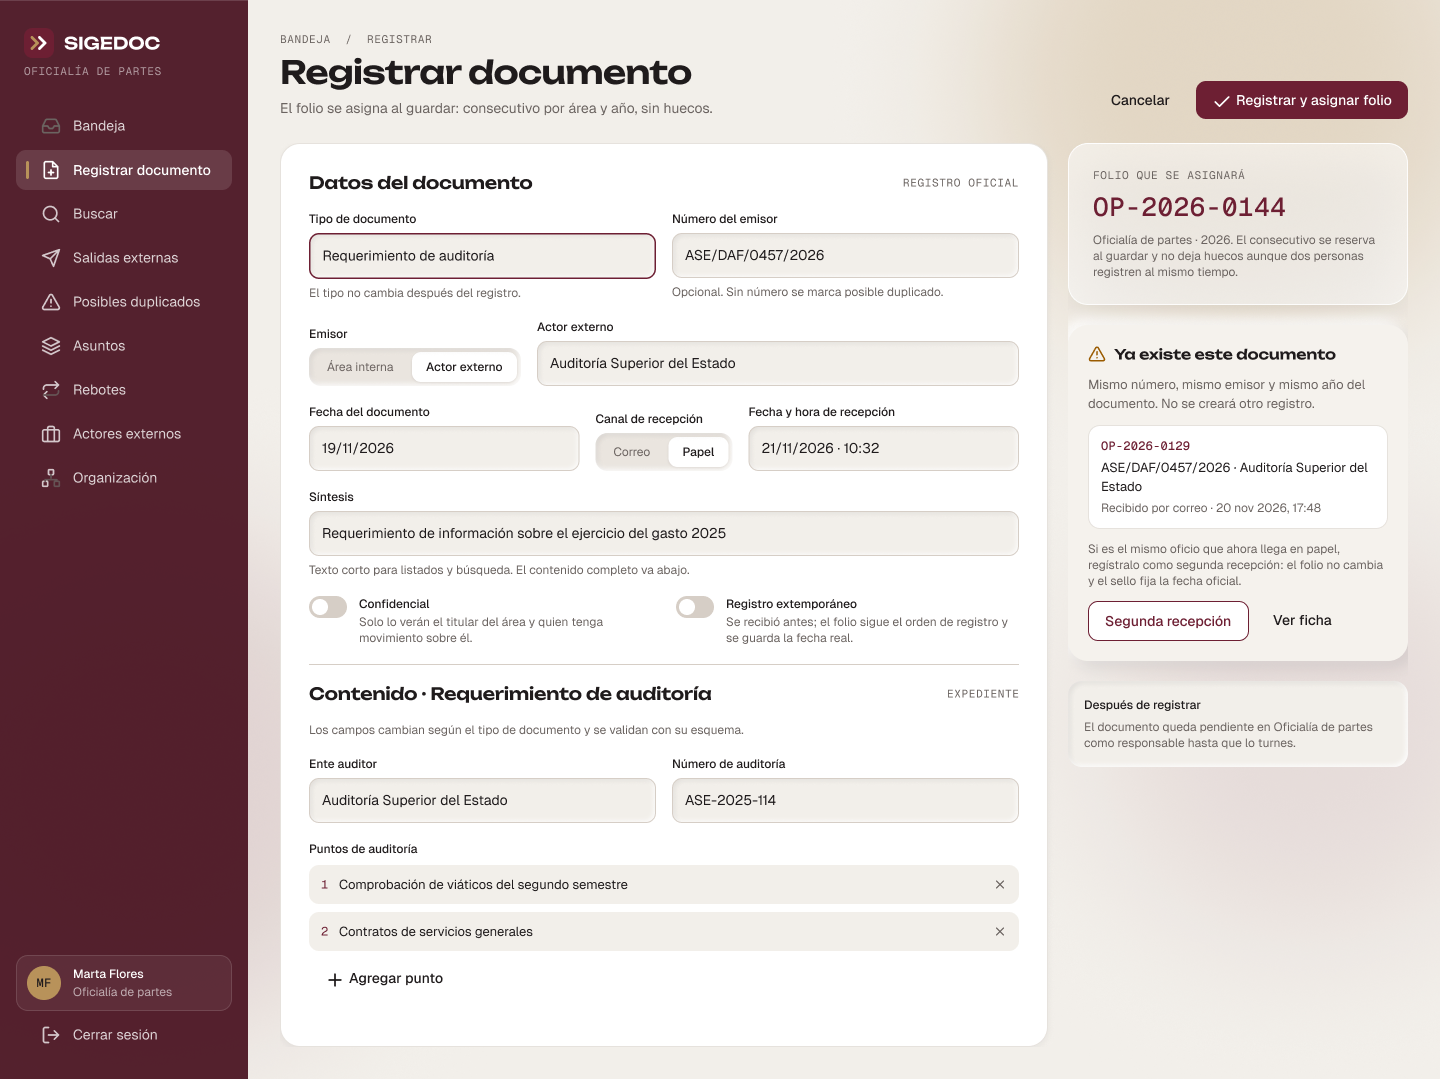 SIGEDOC
OFICIALÍA DE PARTES
Bandeja
Registrar documento
Buscar
Salidas externas
Posibles duplicados
Asuntos
Rebotes
Actores externos
Organización
MF
Marta Flores
Oficialía de partes
Cerrar sesión
BANDEJA / REGISTRAR
Registrar documento
El folio se asigna al guardar: consecutivo por área y año, sin huecos.
Cancelar
Registrar y asignar folio
Datos del documento
REGISTRO OFICIAL
Tipo de documento
Número del emisor
Requerimiento de auditoría
ASE/DAF/0457/2026
El tipo no cambia después del registro.
Opcional. Sin número se marca posible duplicado.
Emisor
Actor externo
Área interna
Actor externo
Auditoría Superior del Estado
Fecha del documento
Canal de recepción
Fecha y hora de recepción
19/11/2026
Correo
Papel
21/11/2026 · 10:32
Síntesis
Requerimiento de información sobre el ejercicio del gasto 2025
Texto corto para listados y búsqueda. El contenido completo va abajo.
Confidencial
Solo lo verán el titular del área y quien tenga
movimiento sobre él.
Registro extemporáneo
Se recibió antes; el folio sigue el orden de registro y
se guarda la fecha real.
Contenido · Requerimiento de auditoría
EXPEDIENTE
Los campos cambian según el tipo de documento y se validan con su esquema.
Ente auditor
Número de auditoría
Auditoría Superior del Estado
ASE-2025-114
Puntos de auditoría
1 Comprobación de viáticos del segundo semestre
2 Contratos de servicios generales
Agregar punto
FOLIO QUE SE ASIGNARÁ
OP-2026-0144
Oficialía de partes · 2026. El consecutivo se reserva
al guardar y no deja huecos aunque dos personas
registren al mismo tiempo.
Ya existe este documento
Mismo número, mismo emisor y mismo año del
documento. No se creará otro registro.
OP-2026-0129
ASE/DAF/0457/2026 · Auditoría Superior del
Estado
Recibido por correo · 20 nov 2026, 17:48
Si es el mismo oficio que ahora llega en papel,
regístralo como segunda recepción: el folio no cambia
y el sello fija la fecha oficial.
Segunda recepción
Ver ficha
Después de registrar
El documento queda pendiente en Oficialía de partes
como responsable hasta que lo turnes.